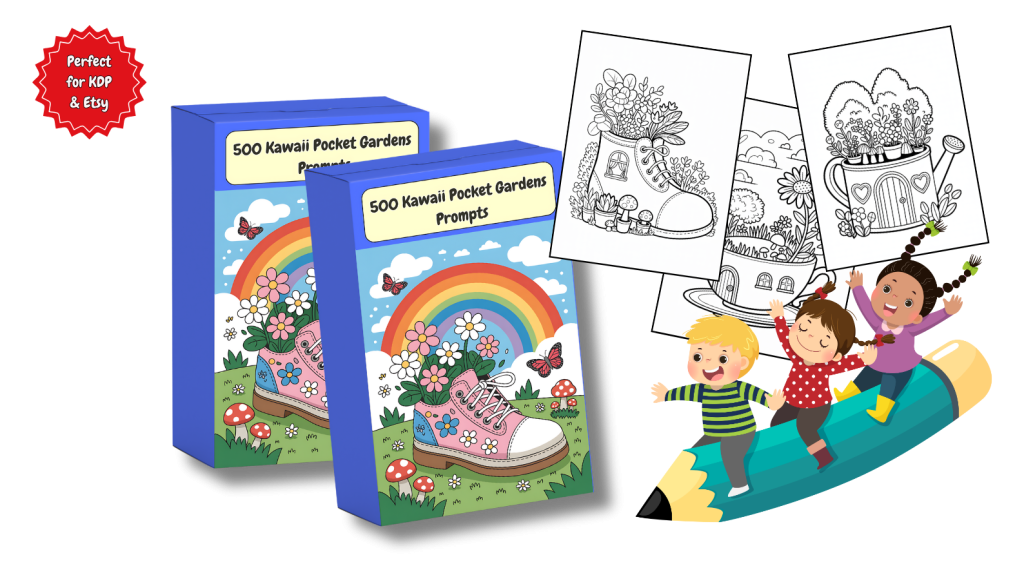 Perfect
for KDP
& Etsy
500 Kawaii Pocket Gardens
Prompts
500 Kawaii Pocket Gardens
Prompts